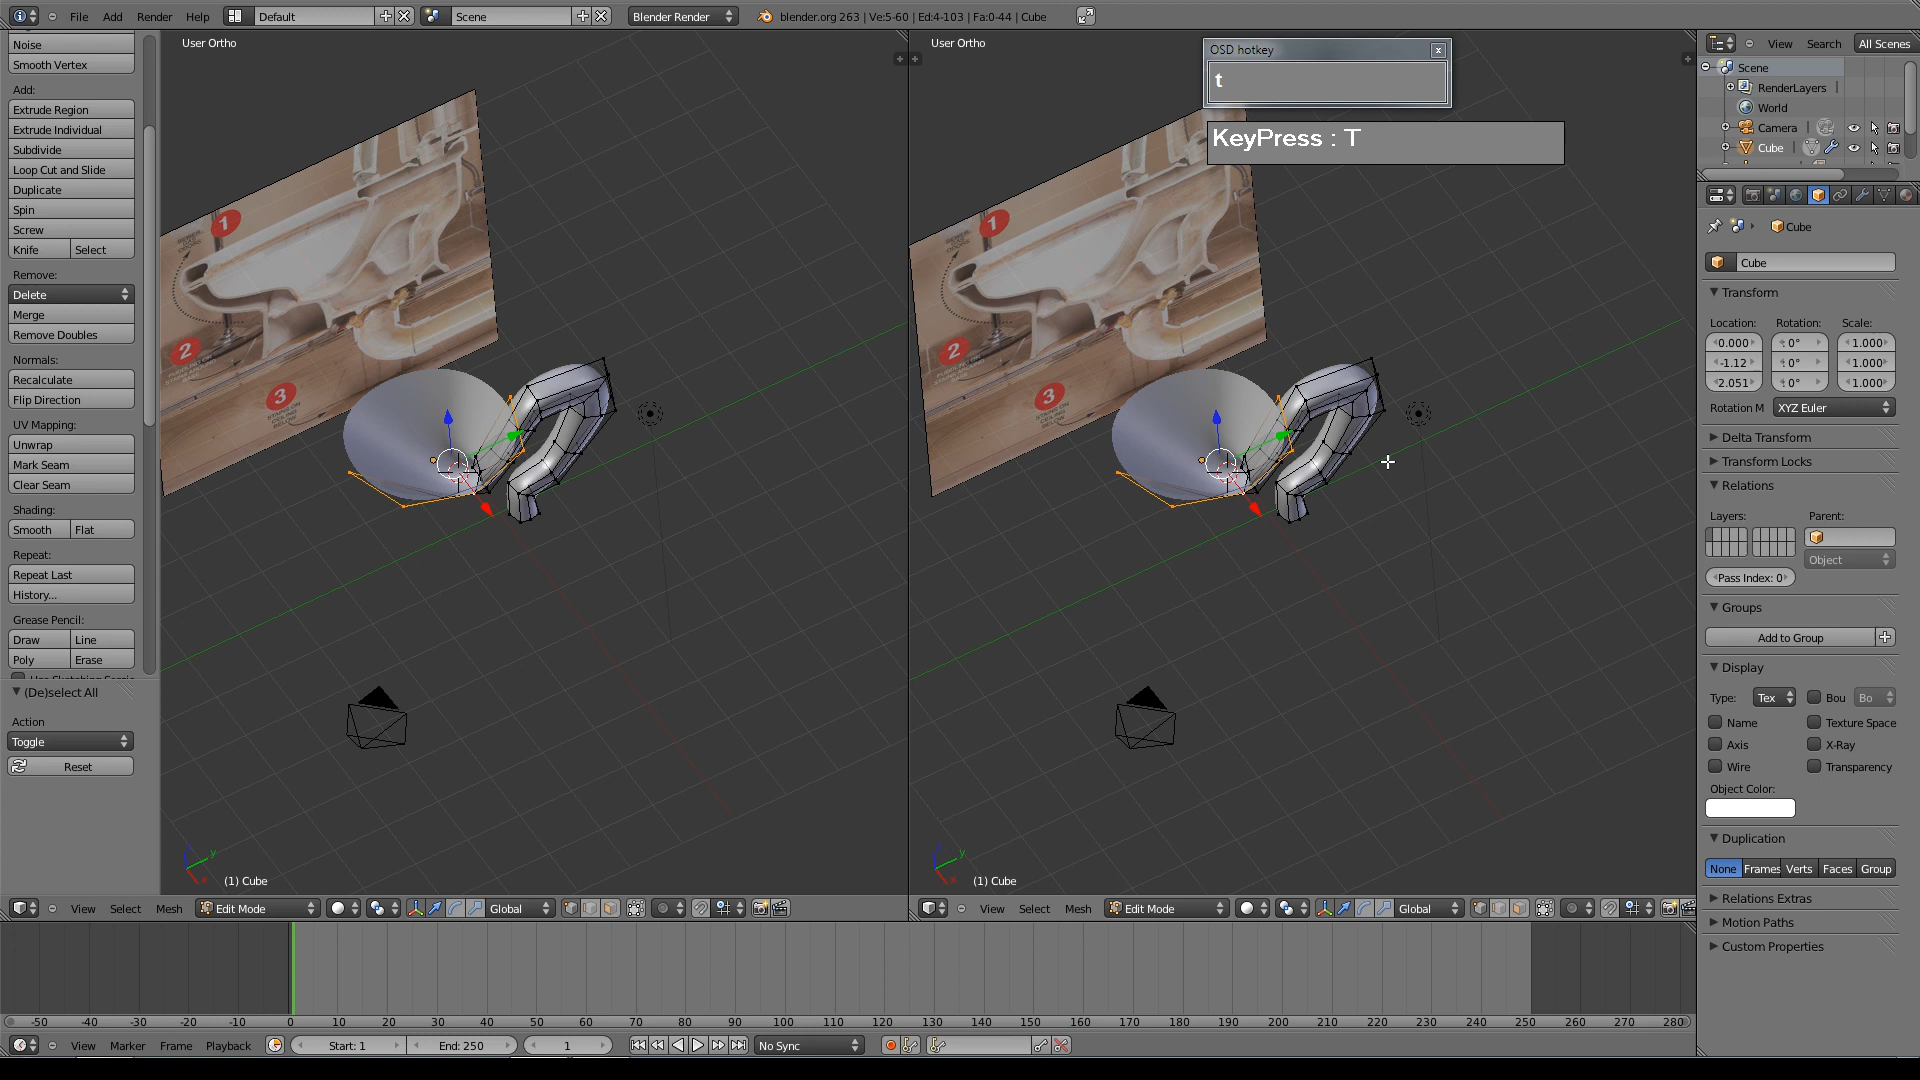 File Add Render Help Default Scene Blender Render blender.org 263 | Ve:5-60 | Ed:4-103 | Fa:0-44 | Cube
Noise
Smooth Vertex
Add:
Extrude Region
Extrude Individual
Subdivide
Loop Cut and Slide
Duplicate
Spin
Screw
Knife Select
Remove:
Delete
Merge
Remove Doubles
Normals:
Recalculate
Flip Direction
UV Mapping:
Unwrap
Mark Seam
Clear Seam
Shading:
Smooth Flat
Repeat:
Repeat Last
History...
Grease Pencil:
Draw Line
Poly Erase
(De)select All
Action
Toggle
Reset
User Ortho
1
2
3
y
x
(1) Cube
View Select Mesh Edit Mode Global
User Ortho
OSD hotkey
t
KeyPress : T
1
2
3
y
x
(1) Cube
View Select Mesh Edit Mode Global
View Search All Scenes
Scene
RenderLayers
World
Camera
Cube
Cube
Cube
Transform
Location: Rotation: Scale:
0.000 0° 1.000
-1.12 0° 1.000
2.051 0° 1.000
Rotation M XYZ Euler
Delta Transform
Transform Locks
Relations
Layers: Parent:
Object
Pass Index: 0
Groups
Add to Group
Display
Type: Tex Bou Bo
Name Texture Space
Axis X-Ray
Wire Transparency
Object Color:
Duplication
None Frames Verts Faces Group
Relations Extras
Motion Paths
Custom Properties
-50 -40 -30 -20 -10 0 10 20 30 40 50 60 70 80 90 100 110 120 130 140 150 160 170 180 190 200 210 220 230 240 250 260 270 280
View Marker Frame Playback Start: 1 End: 250 1 No Sync